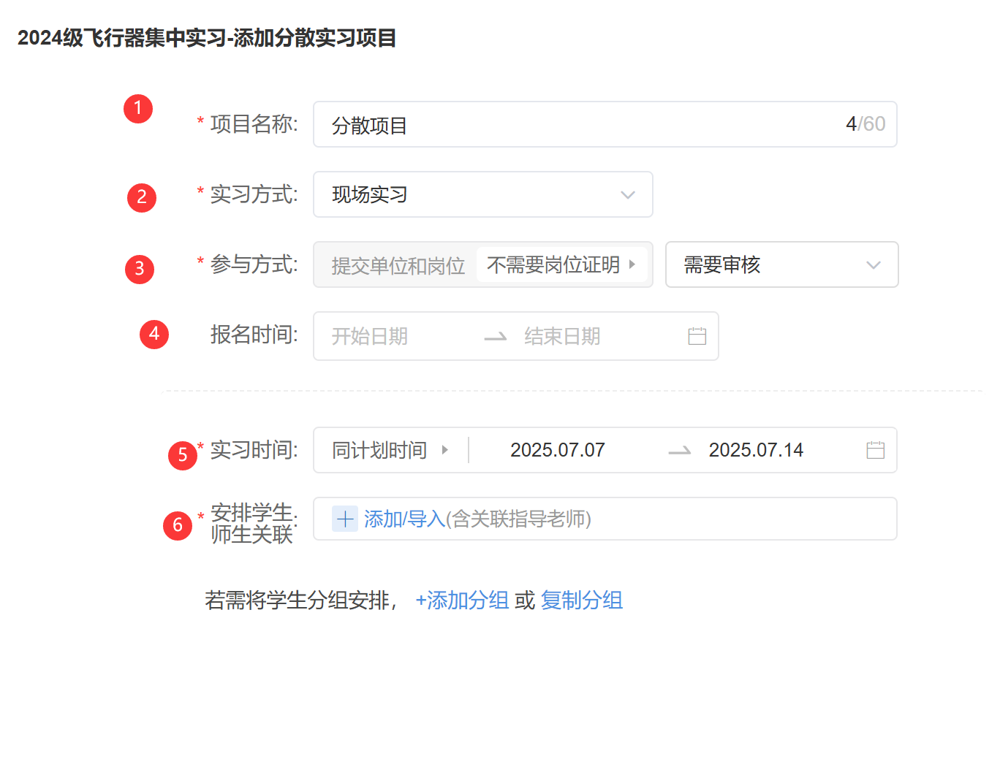 2024级飞行器集中实习-添加分散实习项目
1 * 项目名称: 分散项目 4/60
2 * 实习方式: 现场实习
3 * 参与方式: 提交单位和岗位 不需要岗位证明 需要审核
4 报名时间: 开始日期 结束日期
5 * 实习时间: 同计划时间 2025.07.07 2025.07.14
6 * 安排学生
师生关联: 添加/导入(含关联指导老师)
若需将学生分组安排， +添加分组 或 复制分组